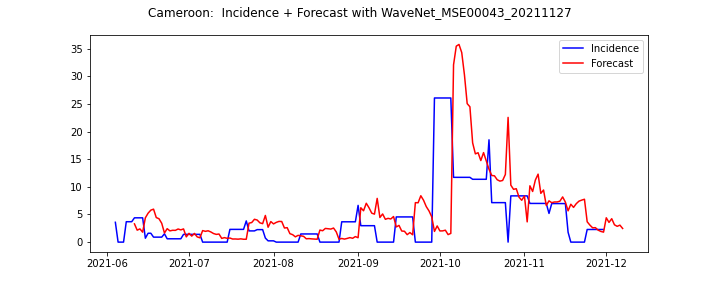 Cameroon:  Incidence + Forecast with WaveNet_MSE00043_20211127
Incidence
Forecast
35
30
25
20
15
10
5
0
2021-06 2021-07 2021-08 2021-09 2021-10 2021-11 2021-12